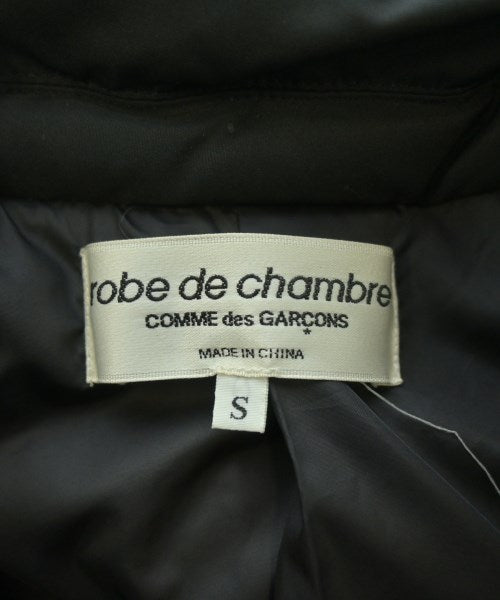 robe de chambre
COMME des GARÇONS
MADE IN CHINA
S